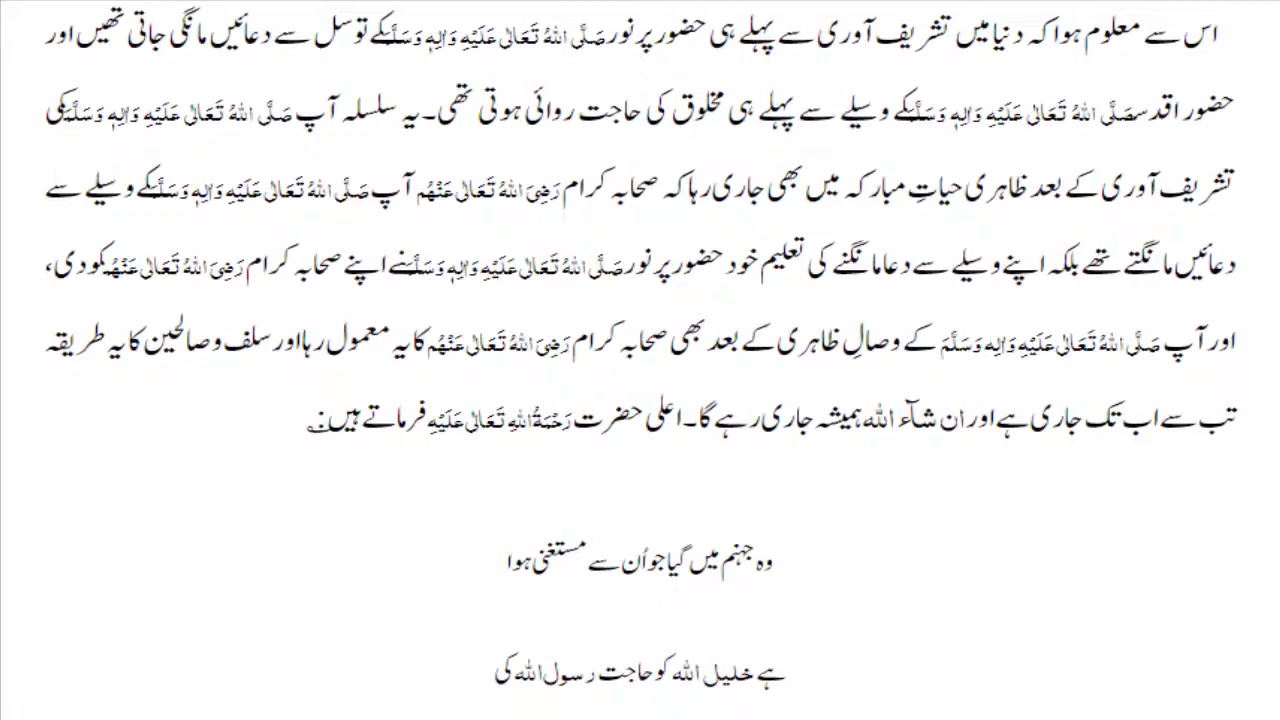 اس سے معلوم ہوا کہ دنیا میں تشریف آوری سے پہلے ہی حضور پر نور صَلَّی اللہُ تَعَالٰی عَلَیْہِ وَاٰلِہٖ وَسَلَّمَ کے توسل سے دعائیں مانگی جاتی تھیں اور
حضور اقدس صَلَّی اللہُ تَعَالٰی عَلَیْہِ وَاٰلِہٖ وَسَلَّمَ کے وسیلے سے پہلے ہی مخلوق کی حاجت روائی ہوتی تھی۔ یہ سلسلہ آپ صَلَّی اللہُ تَعَالٰی عَلَیْہِ وَاٰلِہٖ وَسَلَّمَ کی
تشریف آوری کے بعد ظاہری حیاتِ مبارکہ میں بھی جاری رہا کہ صحابہ کرام رَضِیَ اللہُ تَعَالٰی عَنْہُم آپ صَلَّی اللہُ تَعَالٰی عَلَیْہِ وَاٰلِہٖ وَسَلَّمَ کے وسیلے سے
دعائیں مانگتے تھے بلکہ اپنے وسیلے سے دعا مانگنے کی تعلیم خود حضور پر نور صَلَّی اللہُ تَعَالٰی عَلَیْہِ وَاٰلِہٖ وَسَلَّمَ نے اپنے صحابہ کرام رَضِیَ اللہُ تَعَالٰی عَنْہُم کو دی،
اور آپ صَلَّی اللہُ تَعَالٰی عَلَیْہِ وَاٰلِہٖ وَسَلَّمَ کے وصالِ ظاہری کے بعد بھی صحابہ کرام رَضِیَ اللہُ تَعَالٰی عَنْہُم کا یہ معمول رہا اور سلف و صالحین کا یہ طریقہ
تب سے اب تک جاری ہے اور ان شآء اللہ ہمیشہ جاری رہے گا۔ اعلی حضرت رَحْمَۃُ اللہِ تَعَالٰی عَلَیْہِ فرماتے ہیں:؂
وہ جہنم میں گیا جو اُن سے مستغنی ہوا
ہے خلیل اللہ کو حاجت رسول اللہ کی